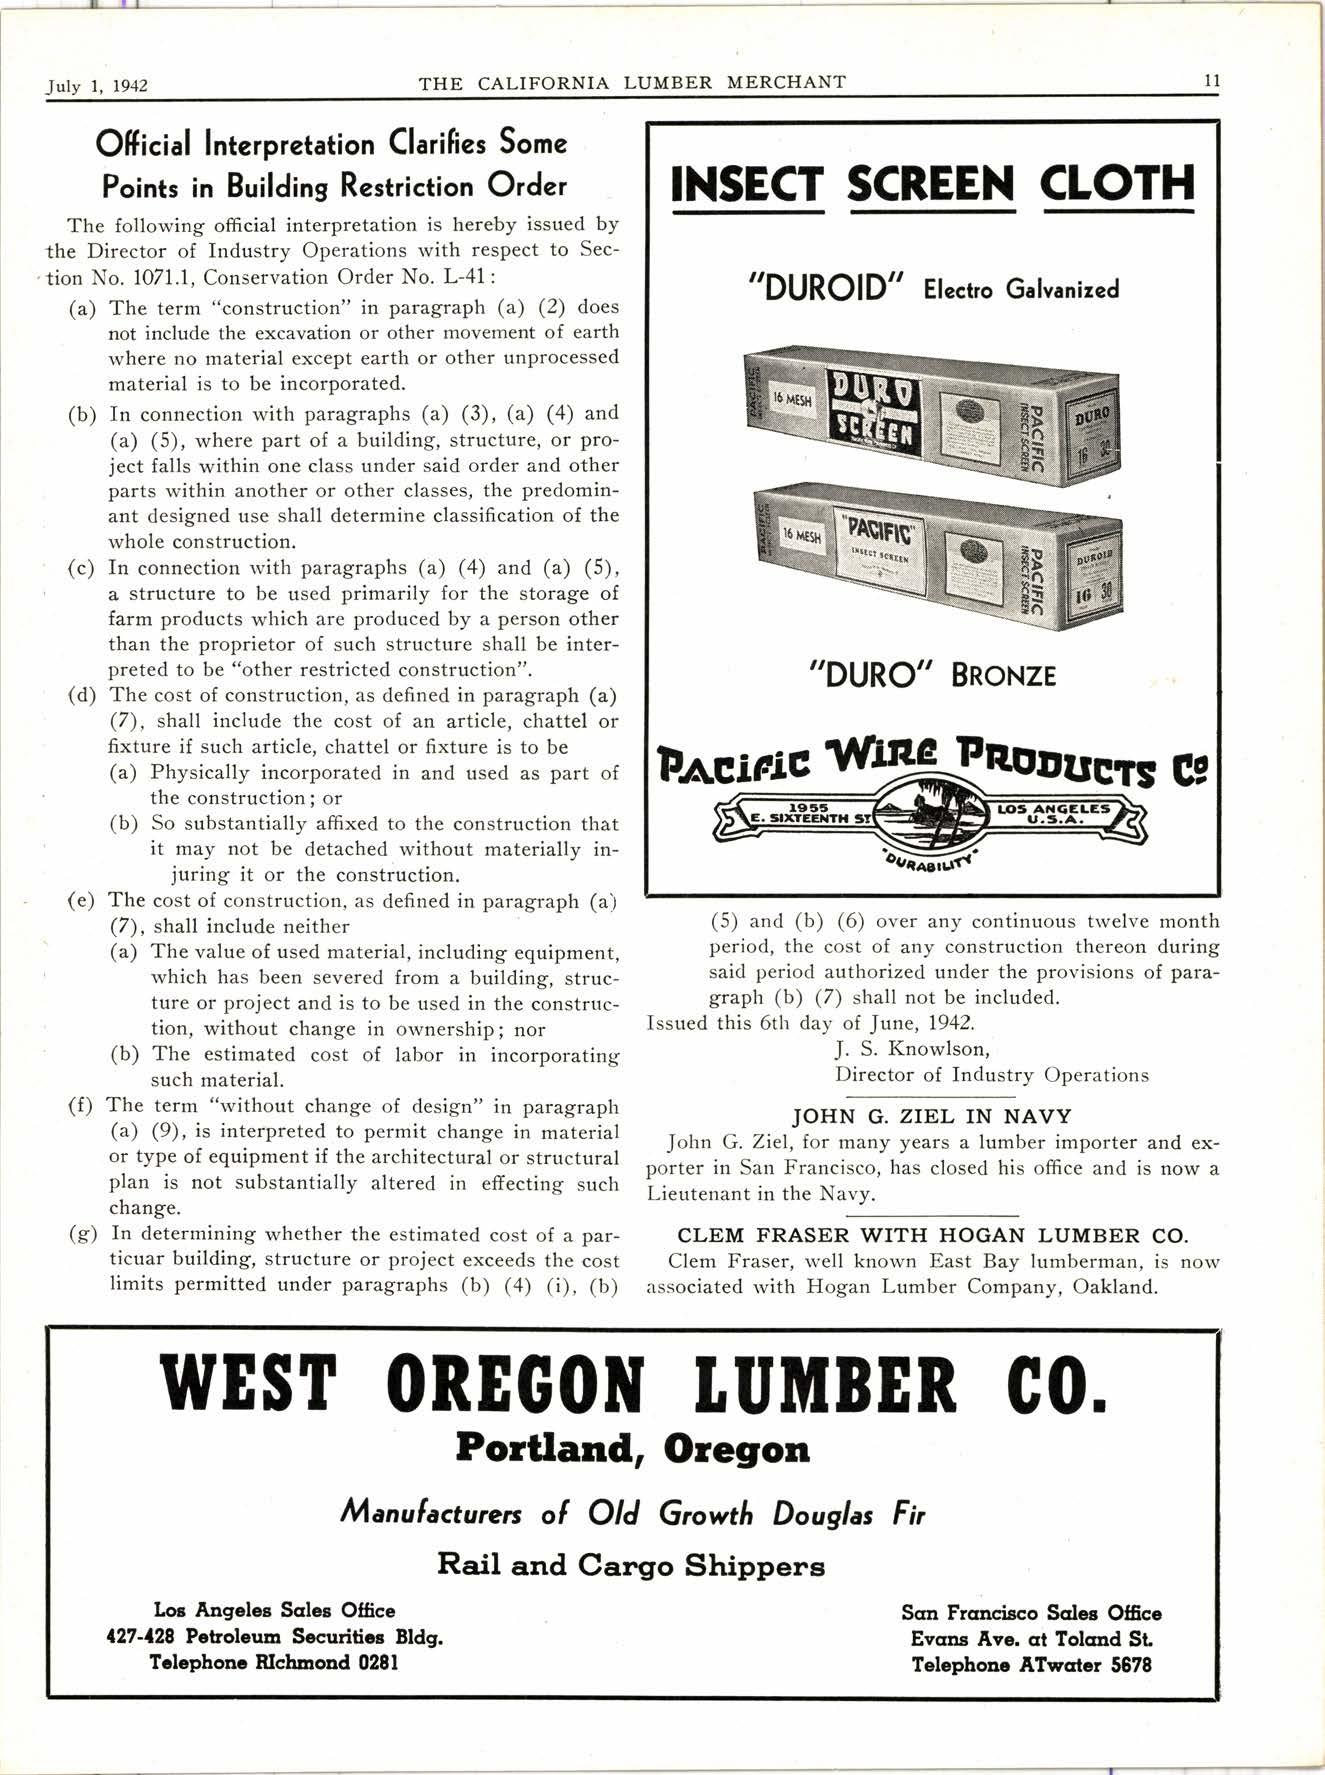 July 1, 1942 THE CALIFORNIA LUMBER MERCHANT 11
Official Interpretation Clarifies Some
Points in Building Restriction Order
The following official interpretation is hereby issued by
the Director of Industry Operations with respect to Sec-
tion No. 1071.1, Conservation Order No. L-41:
(a) The term "construction" in paragraph (a) (2) does
not include the excavation or other movement of earth
where no material except earth or other unprocessed
material is to be incorporated.
(b) In connection with paragraphs (a) (3), (a) (4) and
(a) (5), where part of a building, structure, or pro-
ject falls within one class under said order and other
parts within another or other classes, the predomin-
ant designed use shall determine classification of the
whole construction.
(c) In connection with paragraphs (a) (4) and (a) (5),
a structure to be used primarily for the storage of
farm products which are produced by a person other
than the proprietor of such structure shall be inter-
preted to be "other restricted construction".
(d) The cost of construction, as defined in paragraph (a)
(7), shall include the cost of an article, chattel or
fixture if such article, chattel or fixture is to be
(a) Physically incorporated in and used as part of
the construction; or
(b) So substantially affixed to the construction that
it may not be detached without materially in-
juring it or the construction.
(e) The cost of construction, as defined in paragraph (a)
(7), shall include neither
(a) The value of used material, including equipment,
which has been severed from a building, struc-
ture or project and is to be used in the construc-
tion, without change in ownership; nor
(b) The estimated cost of labor in incorporating
such material.
(f) The term "without change of design" in paragraph
(a) (9), is interpreted to permit change in material
or type of equipment if the architectural or structural
plan is not substantially altered in effecting such
change.
(g) In determining whether the estimated cost of a par-
ticuar building, structure or project exceeds the cost
limits permitted under paragraphs (b) (4) (i), (b)
INSECT SCREEN CLOTH
"DUROID" Electro Galvanized
PACIFIC
16 MESH
DURO
SCREEN
PACIFIC
INSECT SCREEN
DURO
16 30
PACIFIC
16 MESH
"PACIFIC"
INSECT SCREEN
PACIFIC
INSECT SCREEN
DUROID
16 30
"DURO" BRONZE
PACIFIC WIRE PRODUCTS CO
1955
E. SIXTEENTH ST
LOS ANGELES
U.S.A.
"DURABILITY"
(5) and (b) (6) over any continuous twelve month
period, the cost of any construction thereon during
said period authorized under the provisions of para-
graph (b) (7) shall not be included.
Issued this 6th day of June, 1942.
J. S. Knowlson,
Director of Industry Operations
JOHN G. ZIEL IN NAVY
John G. Ziel, for many years a lumber importer and ex-
porter in San Francisco, has closed his office and is now a
Lieutenant in the Navy.
CLEM FRASER WITH HOGAN LUMBER CO.
Clem Fraser, well known East Bay lumberman, is now
associated with Hogan Lumber Company, Oakland.
WEST OREGON LUMBER CO.
Portland, Oregon
Manufacturers of Old Growth Douglas Fir
Rail and Cargo Shippers
Los Angeles Sales Office
427-428 Petroleum Securities Bldg.
Telephone RIchmond 0281
San Francisco Sales Office
Evans Ave. at Toland St.
Telephone ATwater 5678